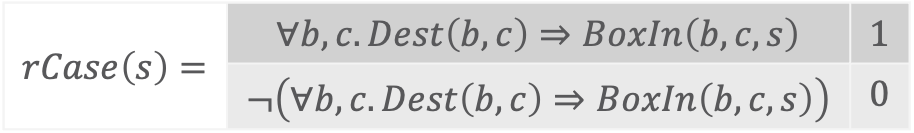 ∀b, c. Dest(b, c) ⇒ BoxIn(b, c, s) 1
rCase(s) =
¬(∀b, c. Dest(b, c) ⇒ BoxIn(b, c, s)) 0